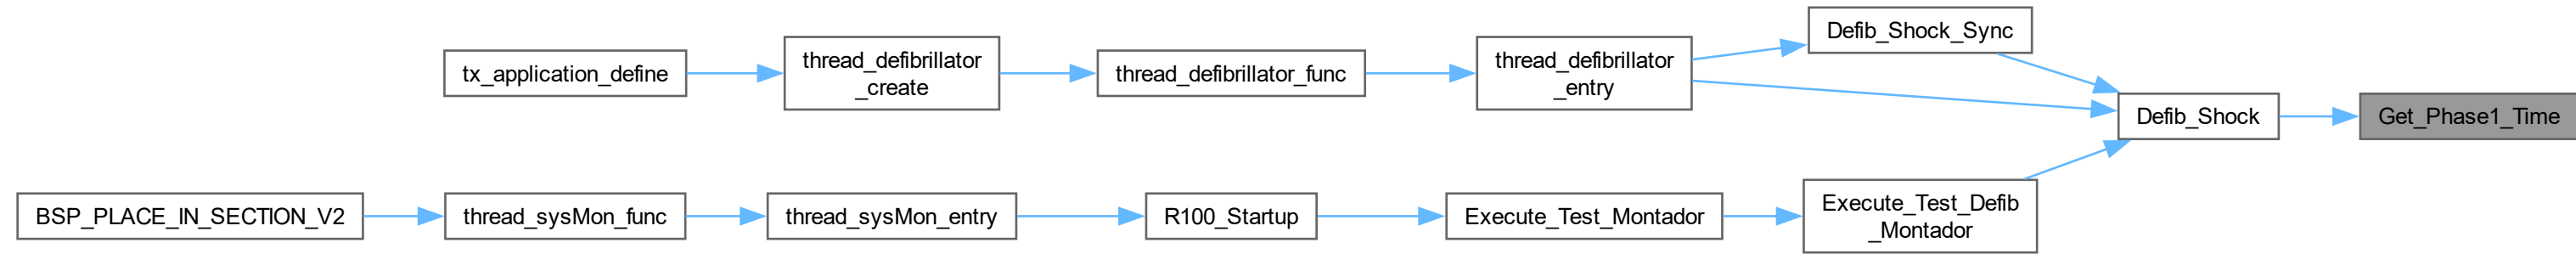 Defib_Shock_Sync
tx_application_define
thread_defibrillator
_create
thread_defibrillator_func
thread_defibrillator
_entry
Defib_Shock
Get_Phase1_Time
BSP_PLACE_IN_SECTION_V2
thread_sysMon_func
thread_sysMon_entry
R100_Startup
Execute_Test_Montador
Execute_Test_Defib
_Montador